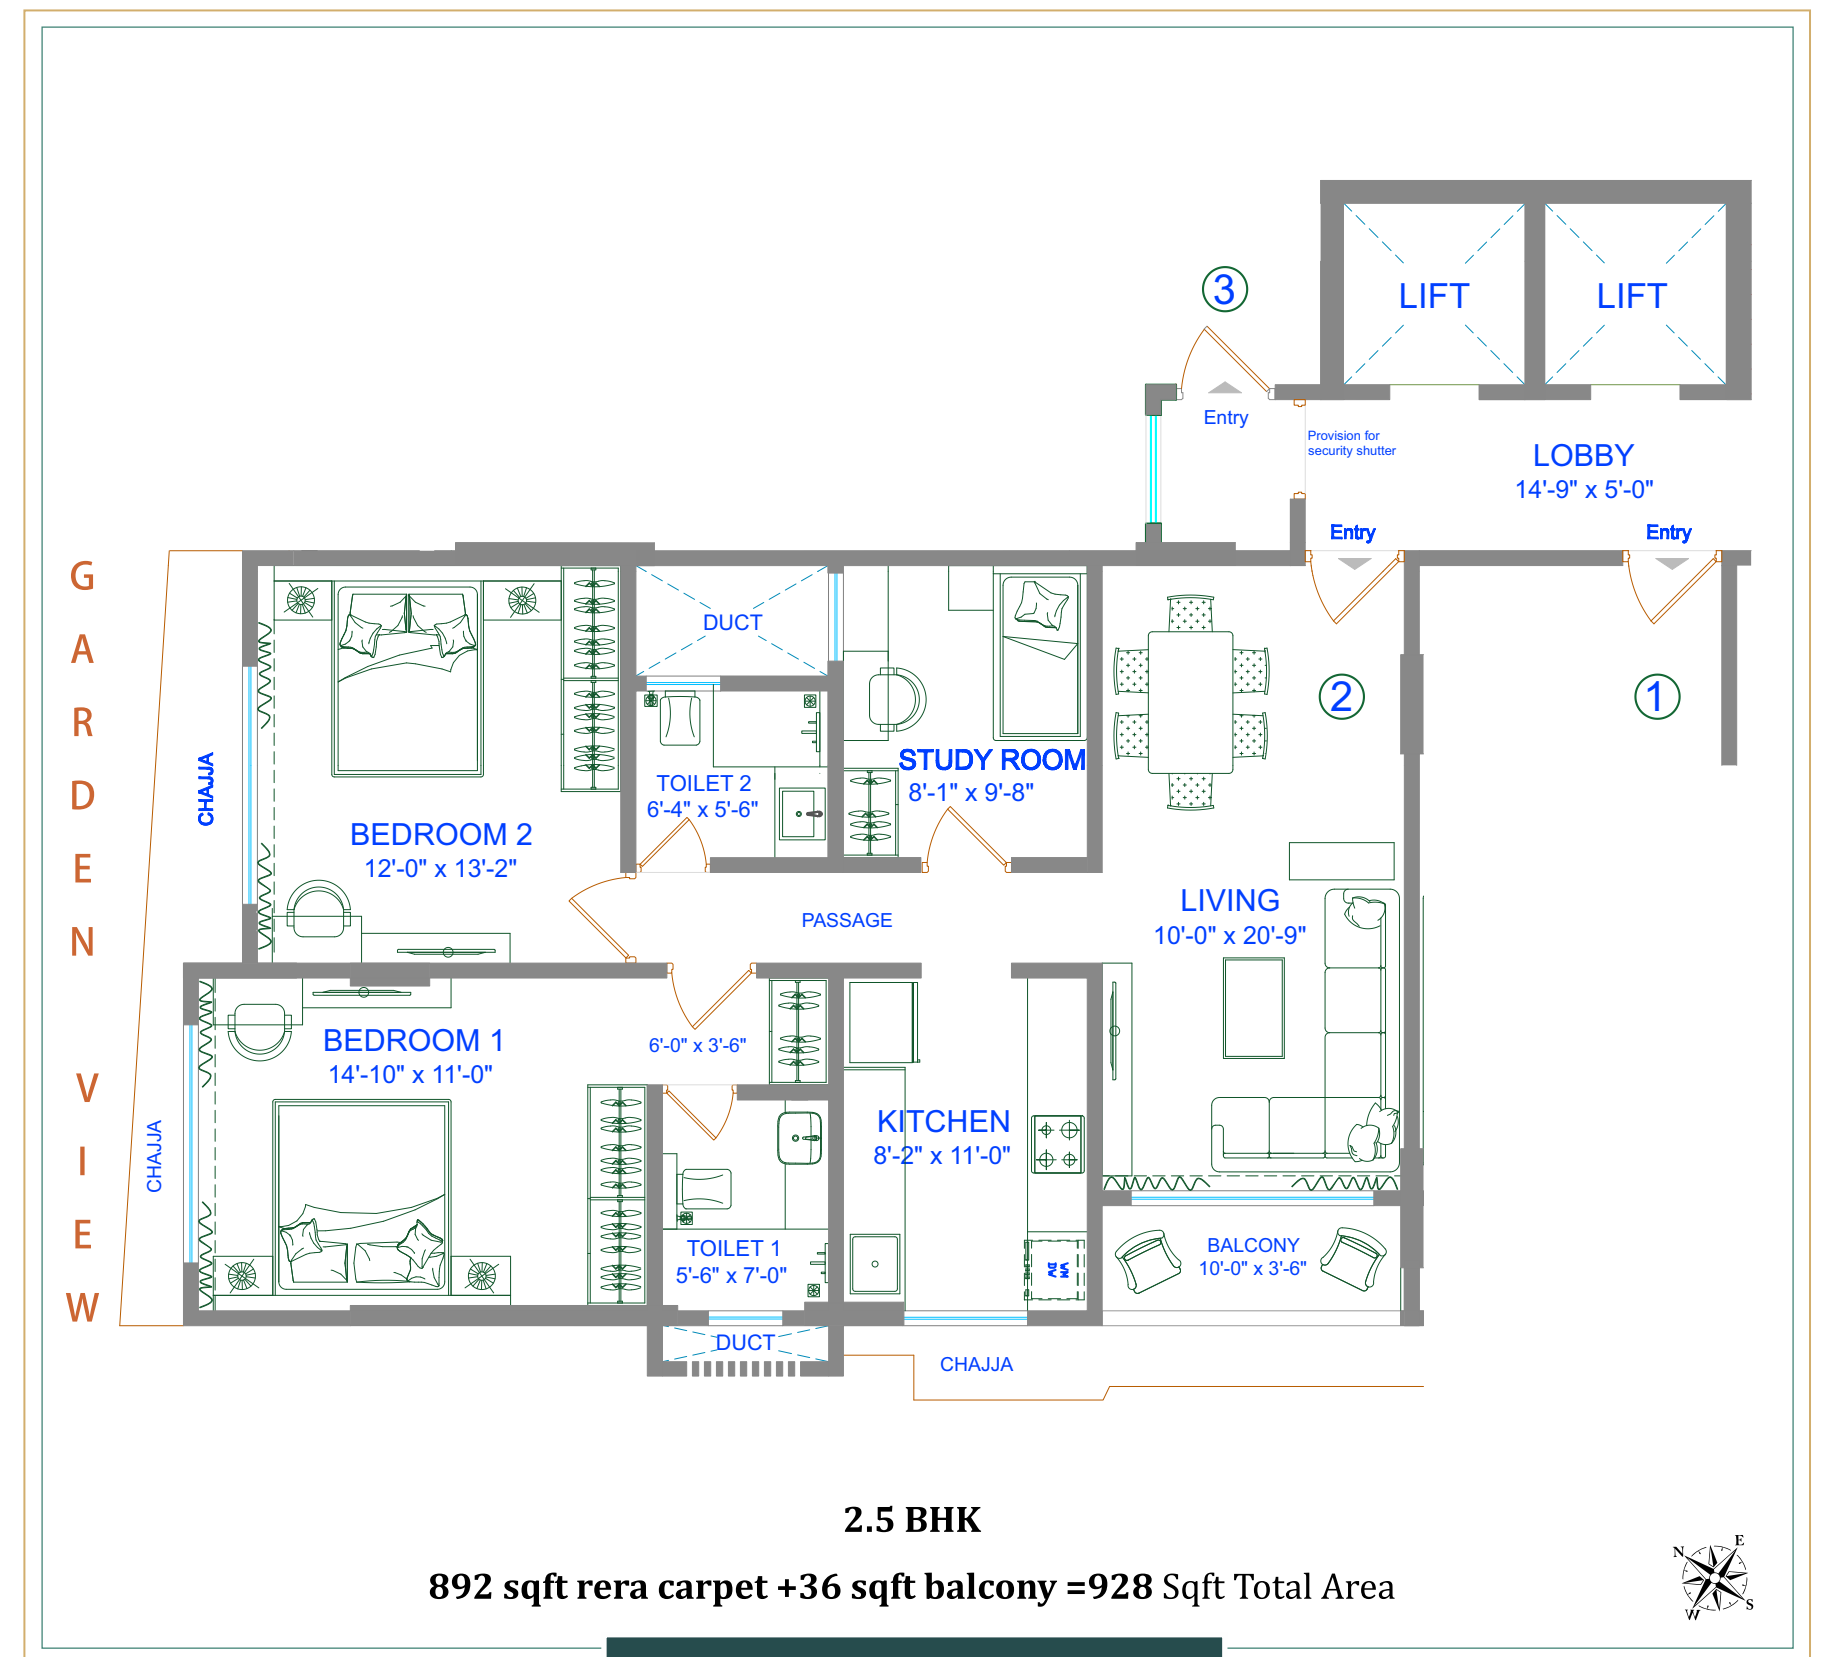 LIFT
LIFT
3
Entry
Provision for
security shutter
LOBBY
14'-9" x 5'-0"
Entry
Entry
GARDEN VIEW
DUCT
2
1
CHAJJA
STUDY ROOM
8'-1" x 9'-8"
TOILET 2
6'-4" x 5'-6"
BEDROOM 2
12'-0" x 13'-2"
PASSAGE
LIVING
10'-0" x 20'-9"
BEDROOM 1
14'-10" x 11'-0"
6'-0" x 3'-6"
CHAJJA
KITCHEN
8'-2" x 11'-0"
TOILET 1
5'-6" x 7'-0"
BALCONY
10'-0" x 3'-6"
DUCT
CHAJJA
2.5 BHK
892 sqft rera carpet +36 sqft balcony =928 Sqft Total Area
N
E
W
S